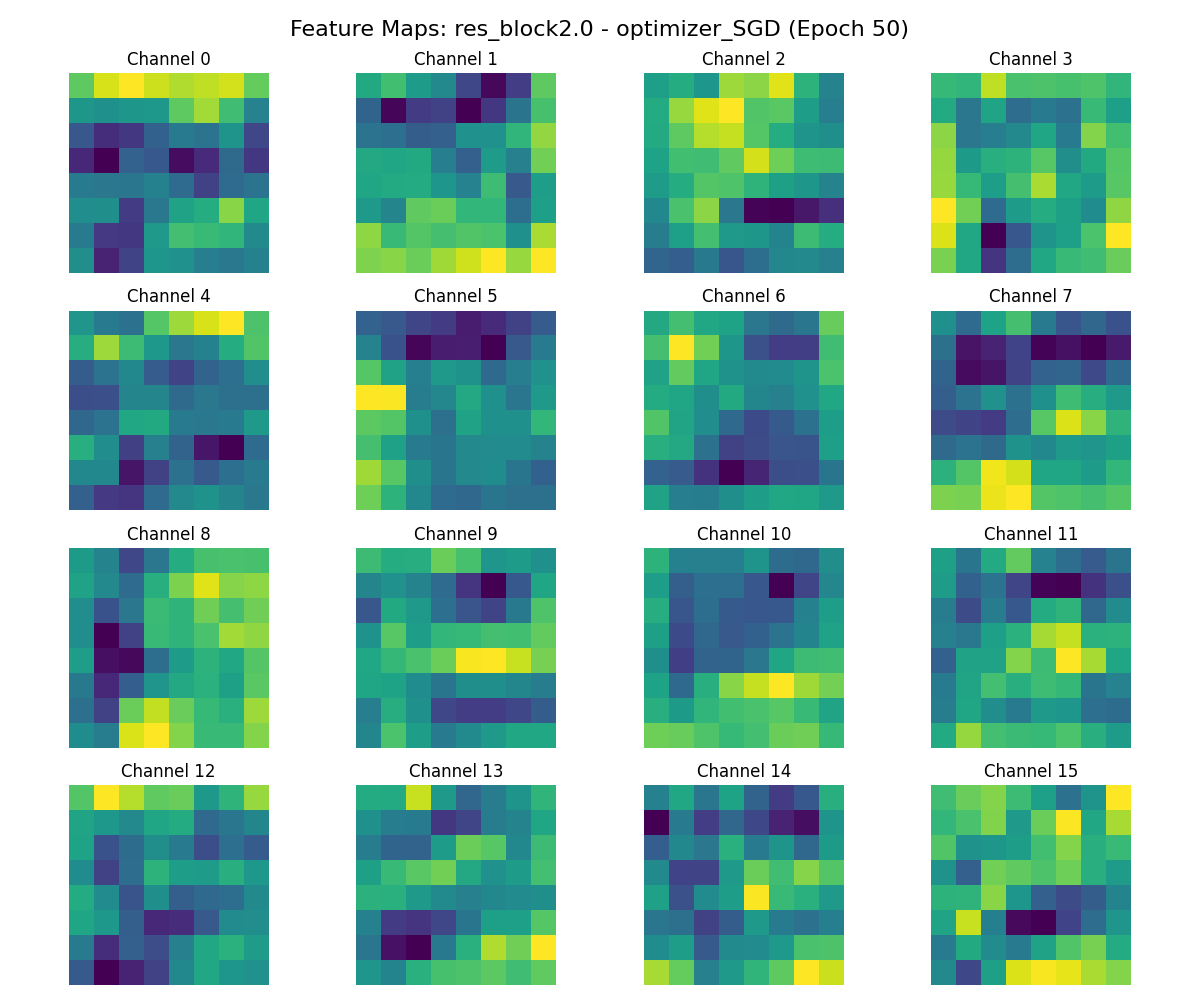 Feature Maps: res_block2.0 - optimizer_SGD (Epoch 50)
Channel 0
Channel 1
Channel 2
Channel 3
Channel 4
Channel 5
Channel 6
Channel 7
Channel 8
Channel 9
Channel 10
Channel 11
Channel 12
Channel 13
Channel 14
Channel 15